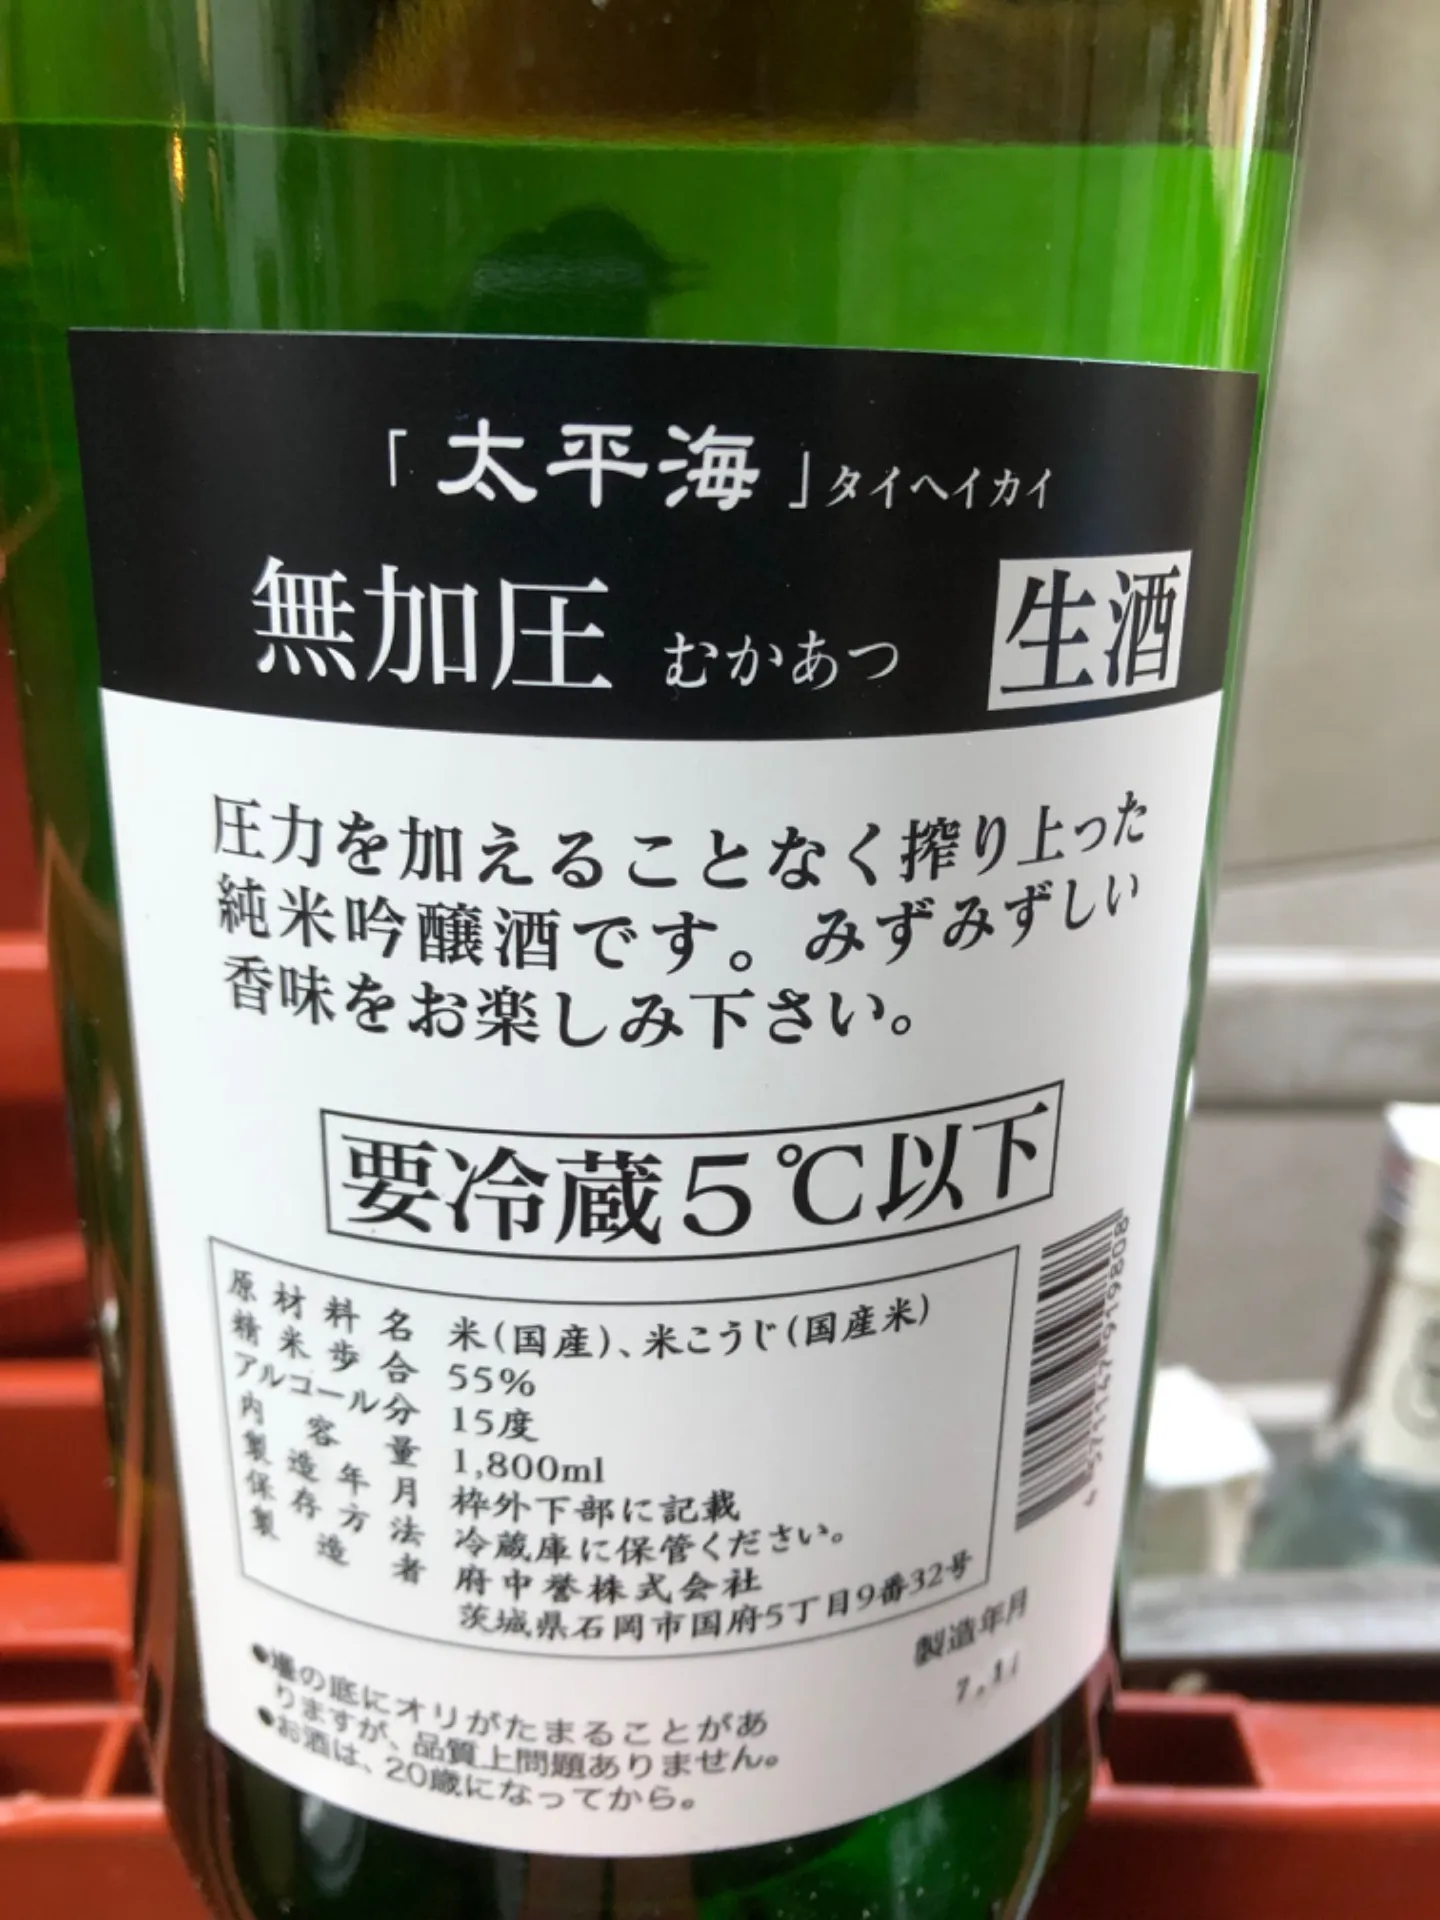 「太平海」タイヘイカイ
無加圧 むかあつ 生酒
圧力を加えることなく搾り上った
純米吟醸酒です。みずみずしい
香味をお楽しみ下さい。
要冷蔵5℃以下
原材料名 米(国産)、米こうじ(国産米)
精米歩合 55%
アルコール分 15度
内容量 1,800ml
製造年月 枠外下部に記載
保存方法 冷蔵庫に保管ください。
製造者 府中誉株式会社
茨城県石岡市国府5丁目9番32号
製造年月
●壜の底にオリがたまることがあ
りますが、品質上問題ありません。
●お酒は、20歳になってから。